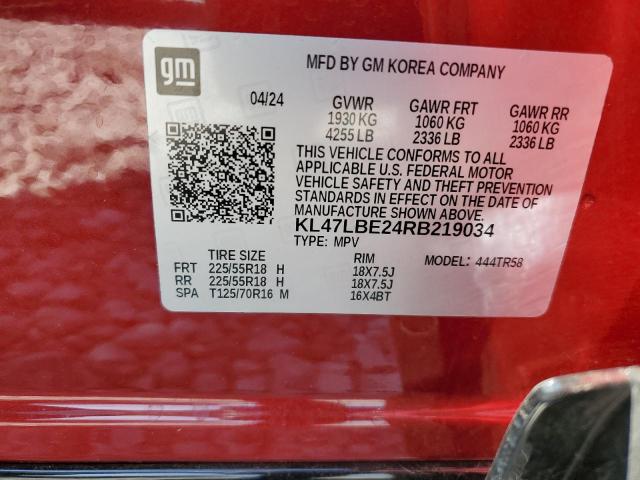 gm
MFD BY GM KOREA COMPANY
04/24 GVWR GAWR FRT GAWR RR
1930 KG 1060 KG 1060 KG
4255 LB 2336 LB 2336 LB
THIS VEHICLE CONFORMS TO ALL
APPLICABLE U.S. FEDERAL MOTOR
VEHICLE SAFETY AND THEFT PREVENTION
STANDARDS IN EFFECT ON THE DATE OF
MANUFACTURE SHOWN ABOVE.
KL47LBE24RB219034
TYPE: MPV MODEL: 444TR58
TIRE SIZE RIM
FRT 225/55R18 H 18X7.5J
RR 225/55R18 H 18X7.5J
SPA T125/70R16 M 16X4BT